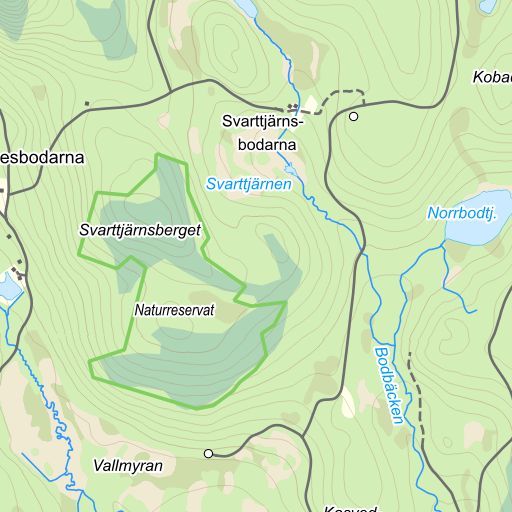 Kobac
Svarttjärns-
bodarna
esbodarna
Svarttjärnen
Norrbodtj.
Svarttjärnsberget
Naturreservat
Bodbäcken
Vallmyran